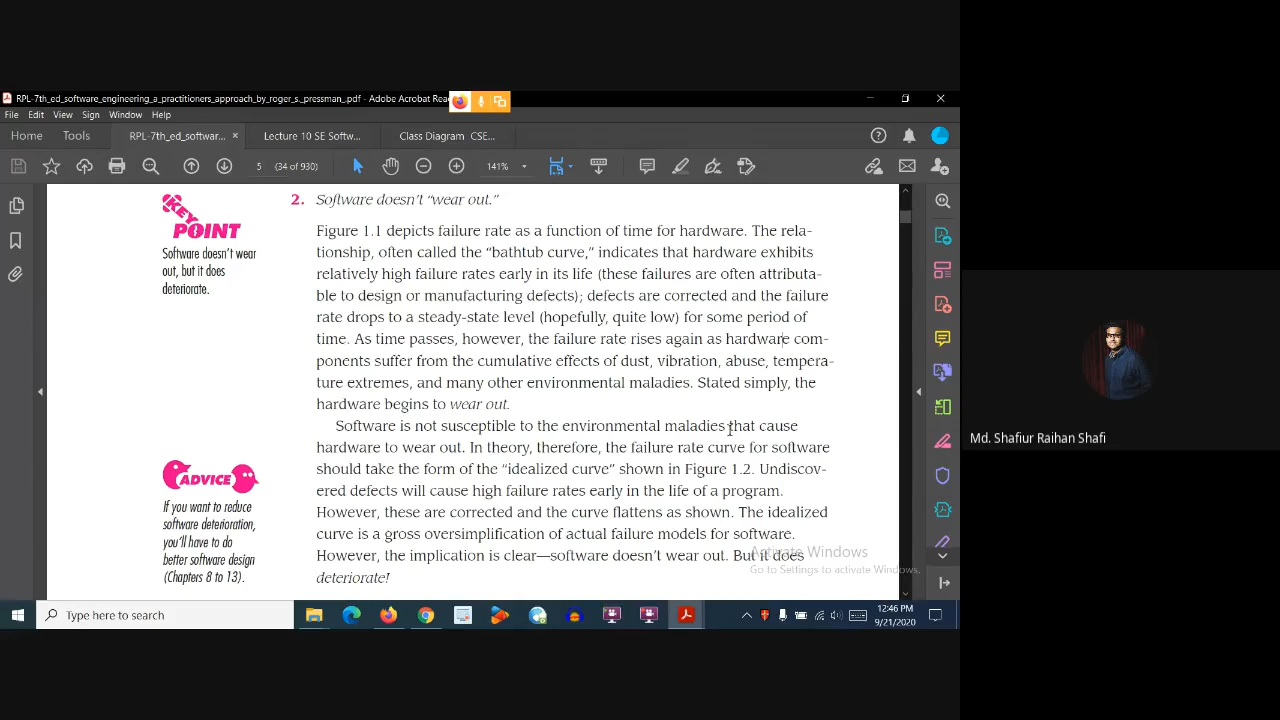 RPL-7th_ed_software_engineering_a_practitioners_approach_by_roger_s._pressman_.pdf - Adobe Acrobat Rea
File Edit View Sign Window Help
Home Tools RPL-7th_ed_softwar... × Lecture 10 SE Softw... Class Diagram CSE...
5 (34 of 930) 141%
2. Software doesn't “wear out.”
KEY POINT
Software doesn't wear
out, but it does
deteriorate.
Figure 1.1 depicts failure rate as a function of time for hardware. The rela-
tionship, often called the “bathtub curve,” indicates that hardware exhibits
relatively high failure rates early in its life (these failures are often attributa-
ble to design or manufacturing defects); defects are corrected and the failure
rate drops to a steady-state level (hopefully, quite low) for some period of
time. As time passes, however, the failure rate rises again as hardware com-
ponents suffer from the cumulative effects of dust, vibration, abuse, tempera-
ture extremes, and many other environmental maladies. Stated simply, the
hardware begins to wear out.
Software is not susceptible to the environmental maladies that cause
hardware to wear out. In theory, therefore, the failure rate curve for software
should take the form of the “idealized curve” shown in Figure 1.2. Undiscov-
ered defects will cause high failure rates early in the life of a program.
However, these are corrected and the curve flattens as shown. The idealized
curve is a gross oversimplification of actual failure models for software.
However, the implication is clear—software doesn't wear out. But it does
deteriorate!
ADVICE
If you want to reduce
software deterioration,
you'll have to do
better software design
(Chapters 8 to 13).
Activate Windows
Go to Settings to activate Windows.
Type here to search
12:46 PM
9/21/2020
Md. Shafiur Raihan Shafi